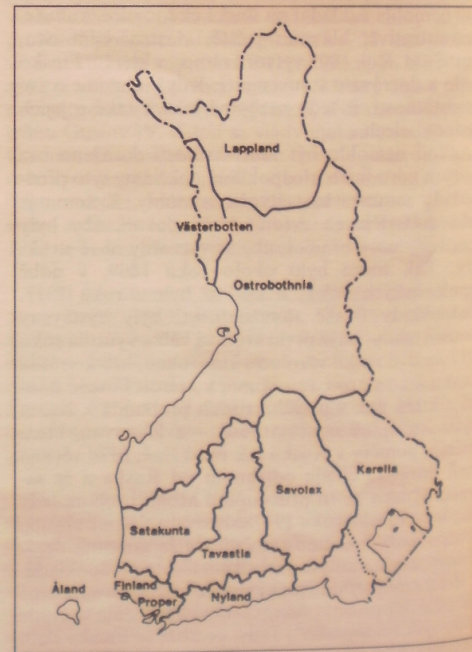 Lappland
Västerbotten
Ostrobothnia
Karelia
Savolax
Satakunta
Tavastia
Åland
Finland
Proper
Nyland